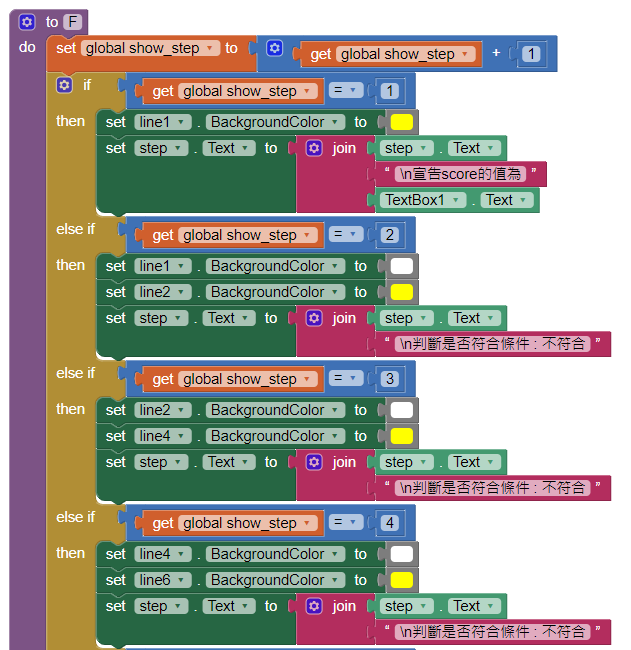 to F
do set global show_step to get global show_step + 1
if get global show_step = 1
then set line1 . BackgroundColor to
set step . Text to join step . Text
“ \n宣告score的值為 ”
TextBox1 . Text
else if get global show_step = 2
then set line1 . BackgroundColor to
set line2 . BackgroundColor to
set step . Text to join step . Text
“ \n判斷是否符合條件 : 不符合 ”
else if get global show_step = 3
then set line2 . BackgroundColor to
set line4 . BackgroundColor to
set step . Text to join step . Text
“ \n判斷是否符合條件 : 不符合 ”
else if get global show_step = 4
then set line4 . BackgroundColor to
set line6 . BackgroundColor to
set step . Text to join step . Text
“ \n判斷是否符合條件 : 不符合 ”